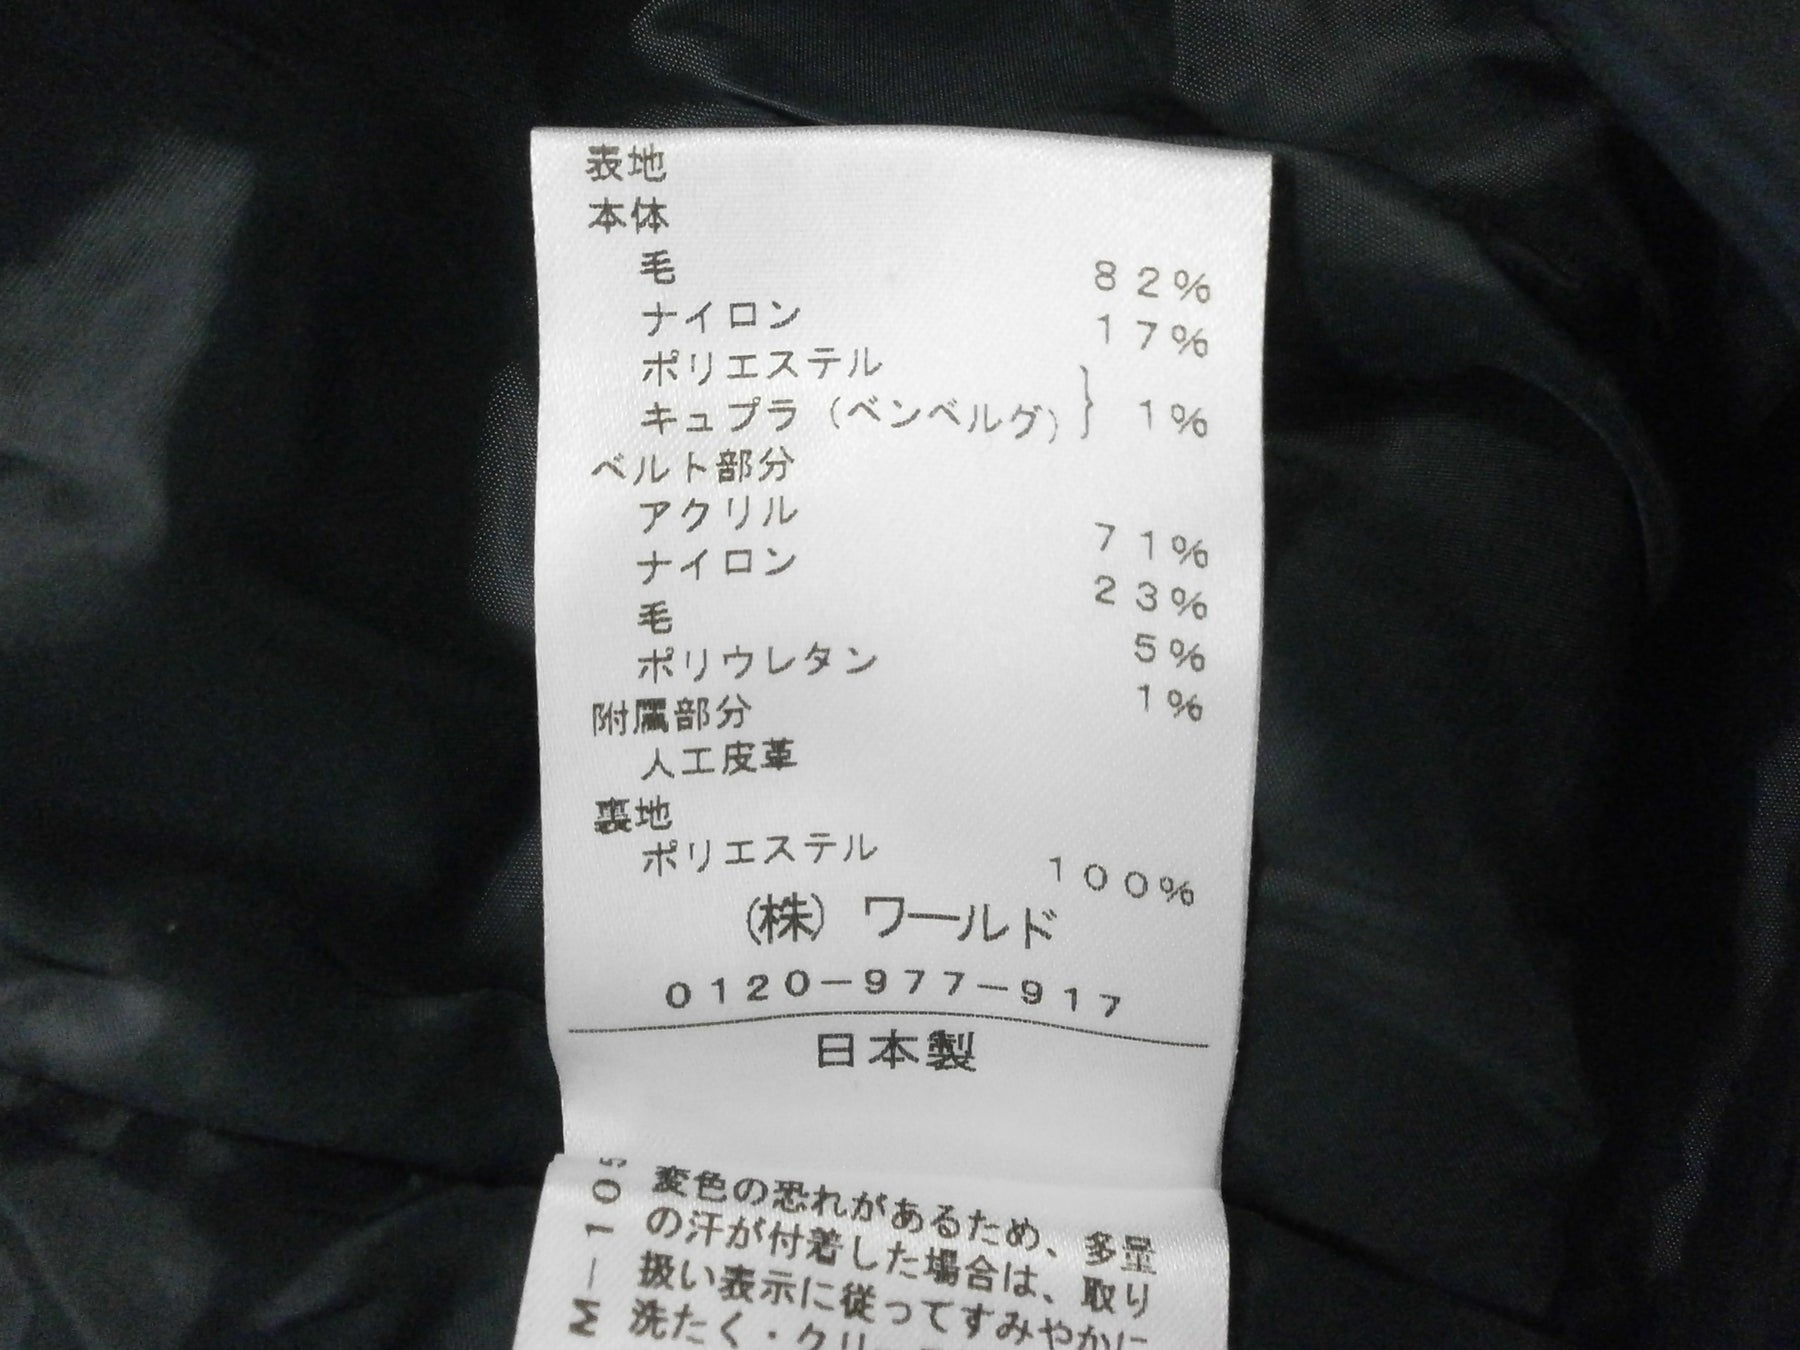 表地
本体
毛 82%
ナイロン 17%
ポリエステル
キュプラ (ベンベルグ) } 1%
ベルト部分
アクリル 71%
ナイロン 23%
毛 5%
ポリウレタン 1%
附属部分
人工皮革
裏地
ポリエステル 100%
(株) ワールド
0120-977-917
日本製
変色の恐れがあるため、多量
の汗が付着した場合は、取り
扱い表示に従ってすみやかに
洗たく・クリ
M-105